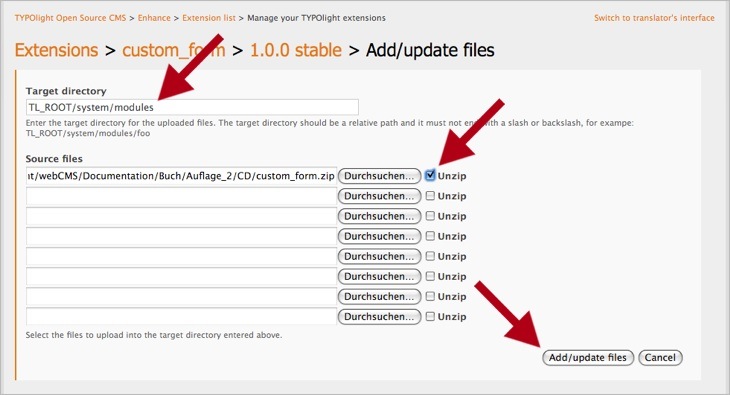 TYPOlight Open Source CMS > Enhance > Extension list > Manage your TYPOlight extensions
Switch to translator's interface
Extensions > custom_form > 1.0.0 stable > Add/update files
Target directory
TL_ROOT/system/modules
Enter the target directory for the uploaded files. The target directory should be a relative path and it must not end with a slash or backslash, for exampe:
TL_ROOT/system/modules/foo
Source files
nt/webCMS/Documentation/Buch/Auflage_2/CD/custom_form.zip Durchsuchen... Unzip
Durchsuchen... Unzip
Durchsuchen... Unzip
Durchsuchen... Unzip
Durchsuchen... Unzip
Durchsuchen... Unzip
Durchsuchen... Unzip
Durchsuchen... Unzip
Select the files to upload into the target directory entered above.
Add/update files Cancel